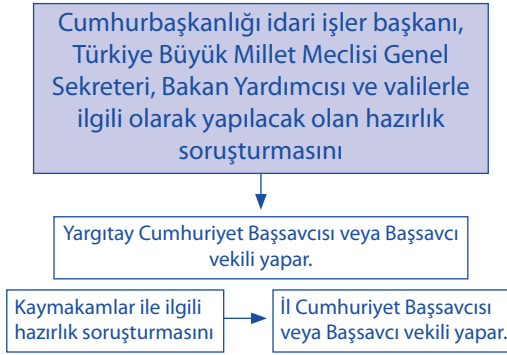 Cumhurbaşkanlığı idari işler başkanı,
Türkiye Büyük Millet Meclisi Genel
Sekreteri, Bakan Yardımcısı ve valilerle
ilgili olarak yapılacak olan hazırlık
soruşturmasını
Yargıtay Cumhuriyet Başsavcısı veya Başsavcı
vekili yapar.
Kaymakamlar ile ilgili
hazırlık soruşturmasını
İl Cumhuriyet Başsavcısı
veya Başsavcı vekili yapar.